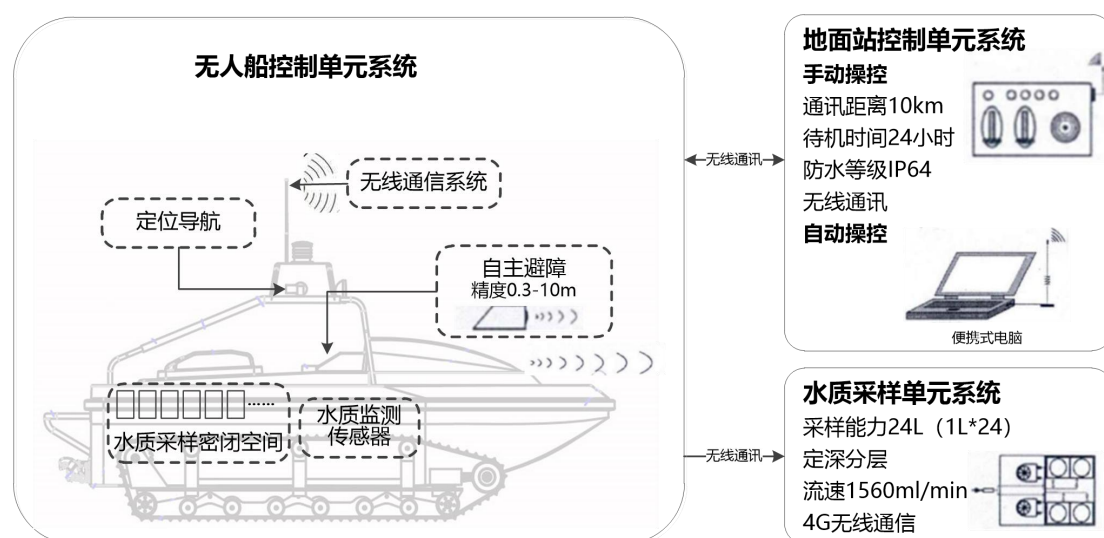 无人船控制单元系统
无线通信系统
定位导航
自主避障
精度0.3-10m
水质采样密闭空间
......
水质监测
传感器
无线通讯
无线通讯
地面站控制单元系统
手动操控
通讯距离10km
待机时间24小时
防水等级IP64
无线通讯
自动操控
便携式电脑
水质采样单元系统
采样能力24L（1L*24）
定深分层
流速1560ml/min
4G无线通信